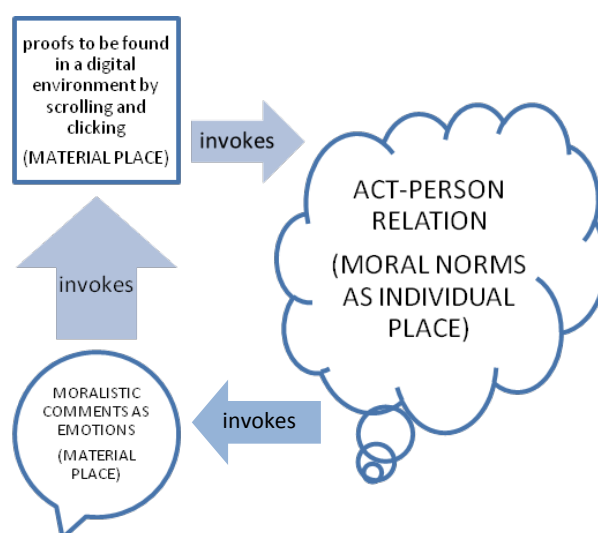 proofs to be found
in a digital
environment by
scrolling and
clicking
(MATERIAL PLACE)
invokes
ACT-PERSON
RELATION
(MORAL NORMS
AS INDIVIDUAL
PLACE)
invokes
MORALISTIC
COMMENTS AS
EMOTIONS
(MATERIAL
PLACE)
invokes